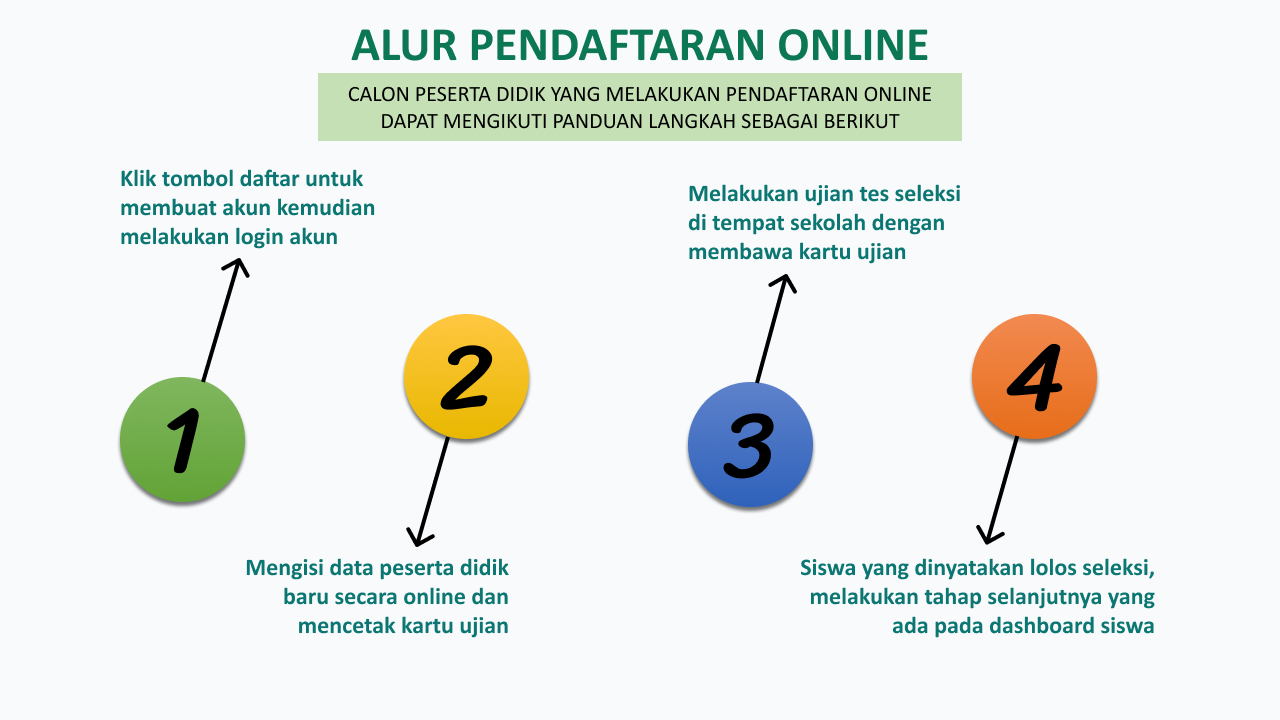 ALUR PENDAFTARAN ONLINE
CALON PESERTA DIDIK YANG MELAKUKAN PENDAFTARAN ONLINE
DAPAT MENGIKUTI PANDUAN LANGKAH SEBAGAI BERIKUT
Klik tombol daftar untuk
membuat akun kemudian
melakukan login akun
1
2
Mengisi data peserta didik
baru secara online dan
mencetak kartu ujian
Melakukan ujian tes seleksi
di tempat sekolah dengan
membawa kartu ujian
3
4
Siswa yang dinyatakan lolos seleksi,
melakukan tahap selanjutnya yang
ada pada dashboard siswa